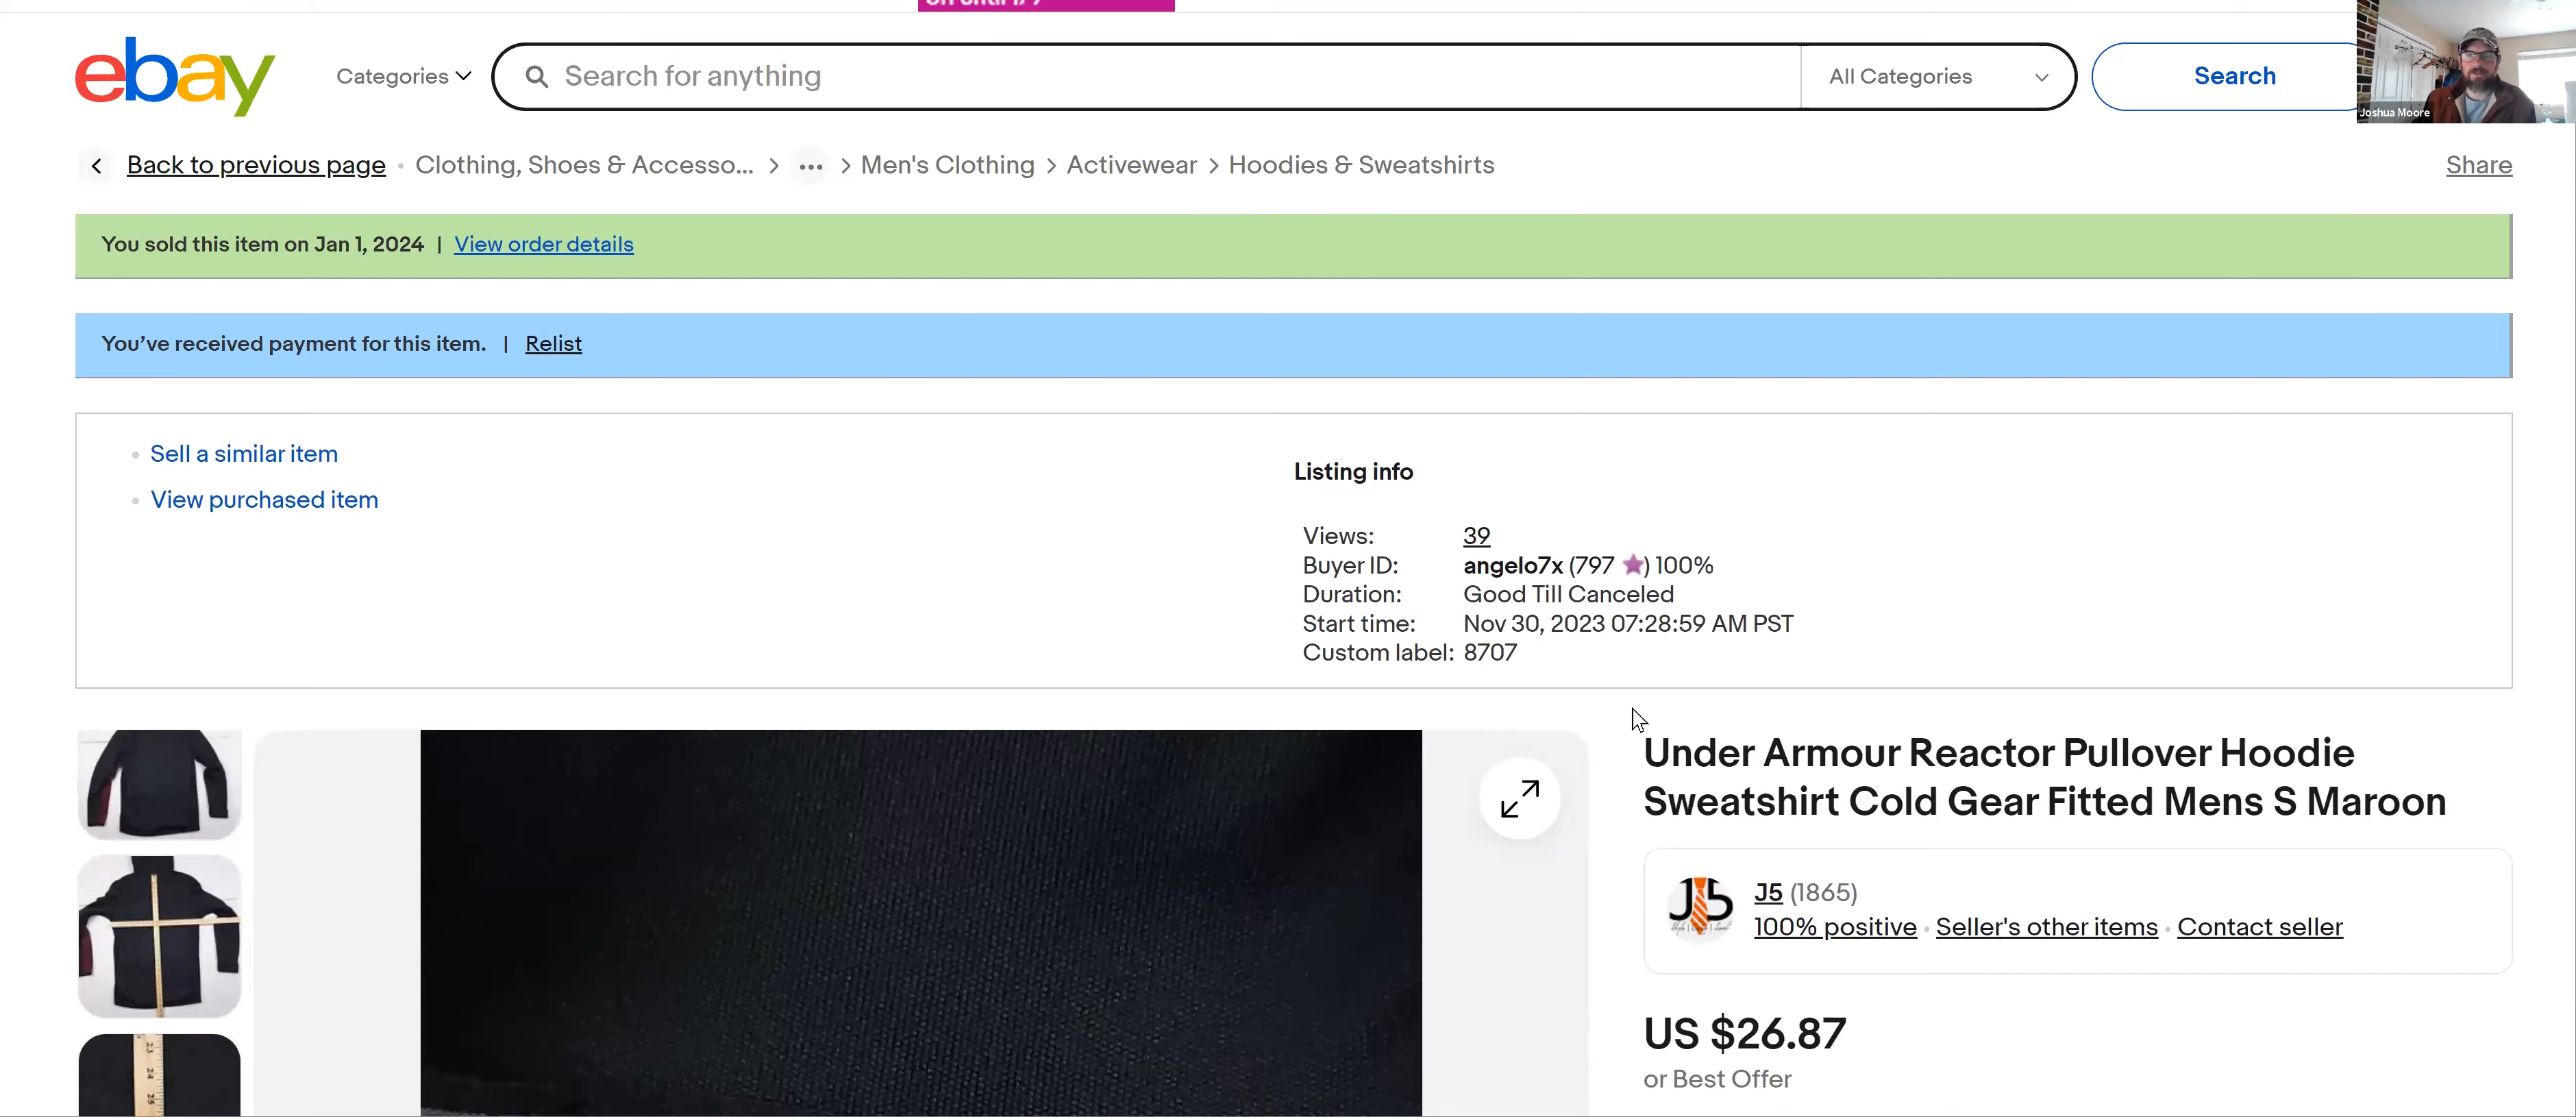 ebay
Categories
Search for anything
All Categories
Search
Joshua Moore
Back to previous page
Clothing, Shoes & Accesso... > ... > Men's Clothing > Activewear > Hoodies & Sweatshirts
Share
You sold this item on Jan 1, 2024 | View order details
You've received payment for this item. | Relist
Sell a similar item
View purchased item
Listing info
Views: 39
Buyer ID: angelo7x (797 ) 100%
Duration: Good Till Canceled
Start time: Nov 30, 2023 07:28:59 AM PST
Custom label: 8707
Under Armour Reactor Pullover Hoodie
Sweatshirt Cold Gear Fitted Mens S Maroon
J5
J5 (1865)
100% positive · Seller's other items · Contact seller
US $26.87
or Best Offer
23
24
25